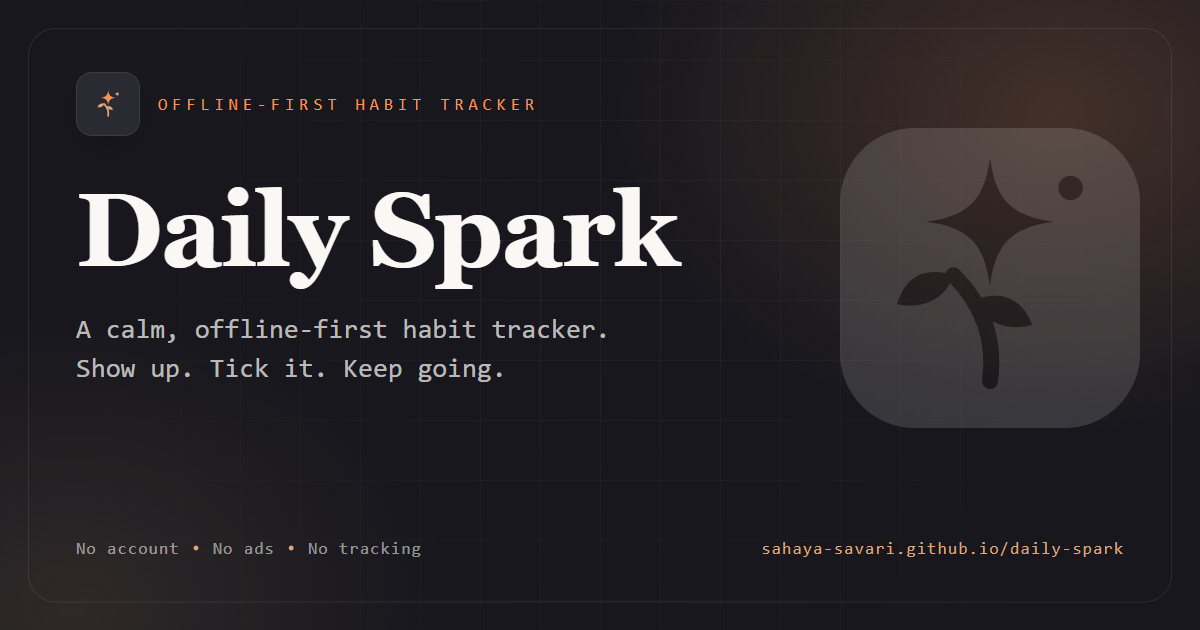 OFFLINE-FIRST HABIT TRACKER
Daily Spark
A calm, offline-first habit tracker.
Show up. Tick it. Keep going.
No account • No ads • No tracking
sahaya-savari.github.io/daily-spark